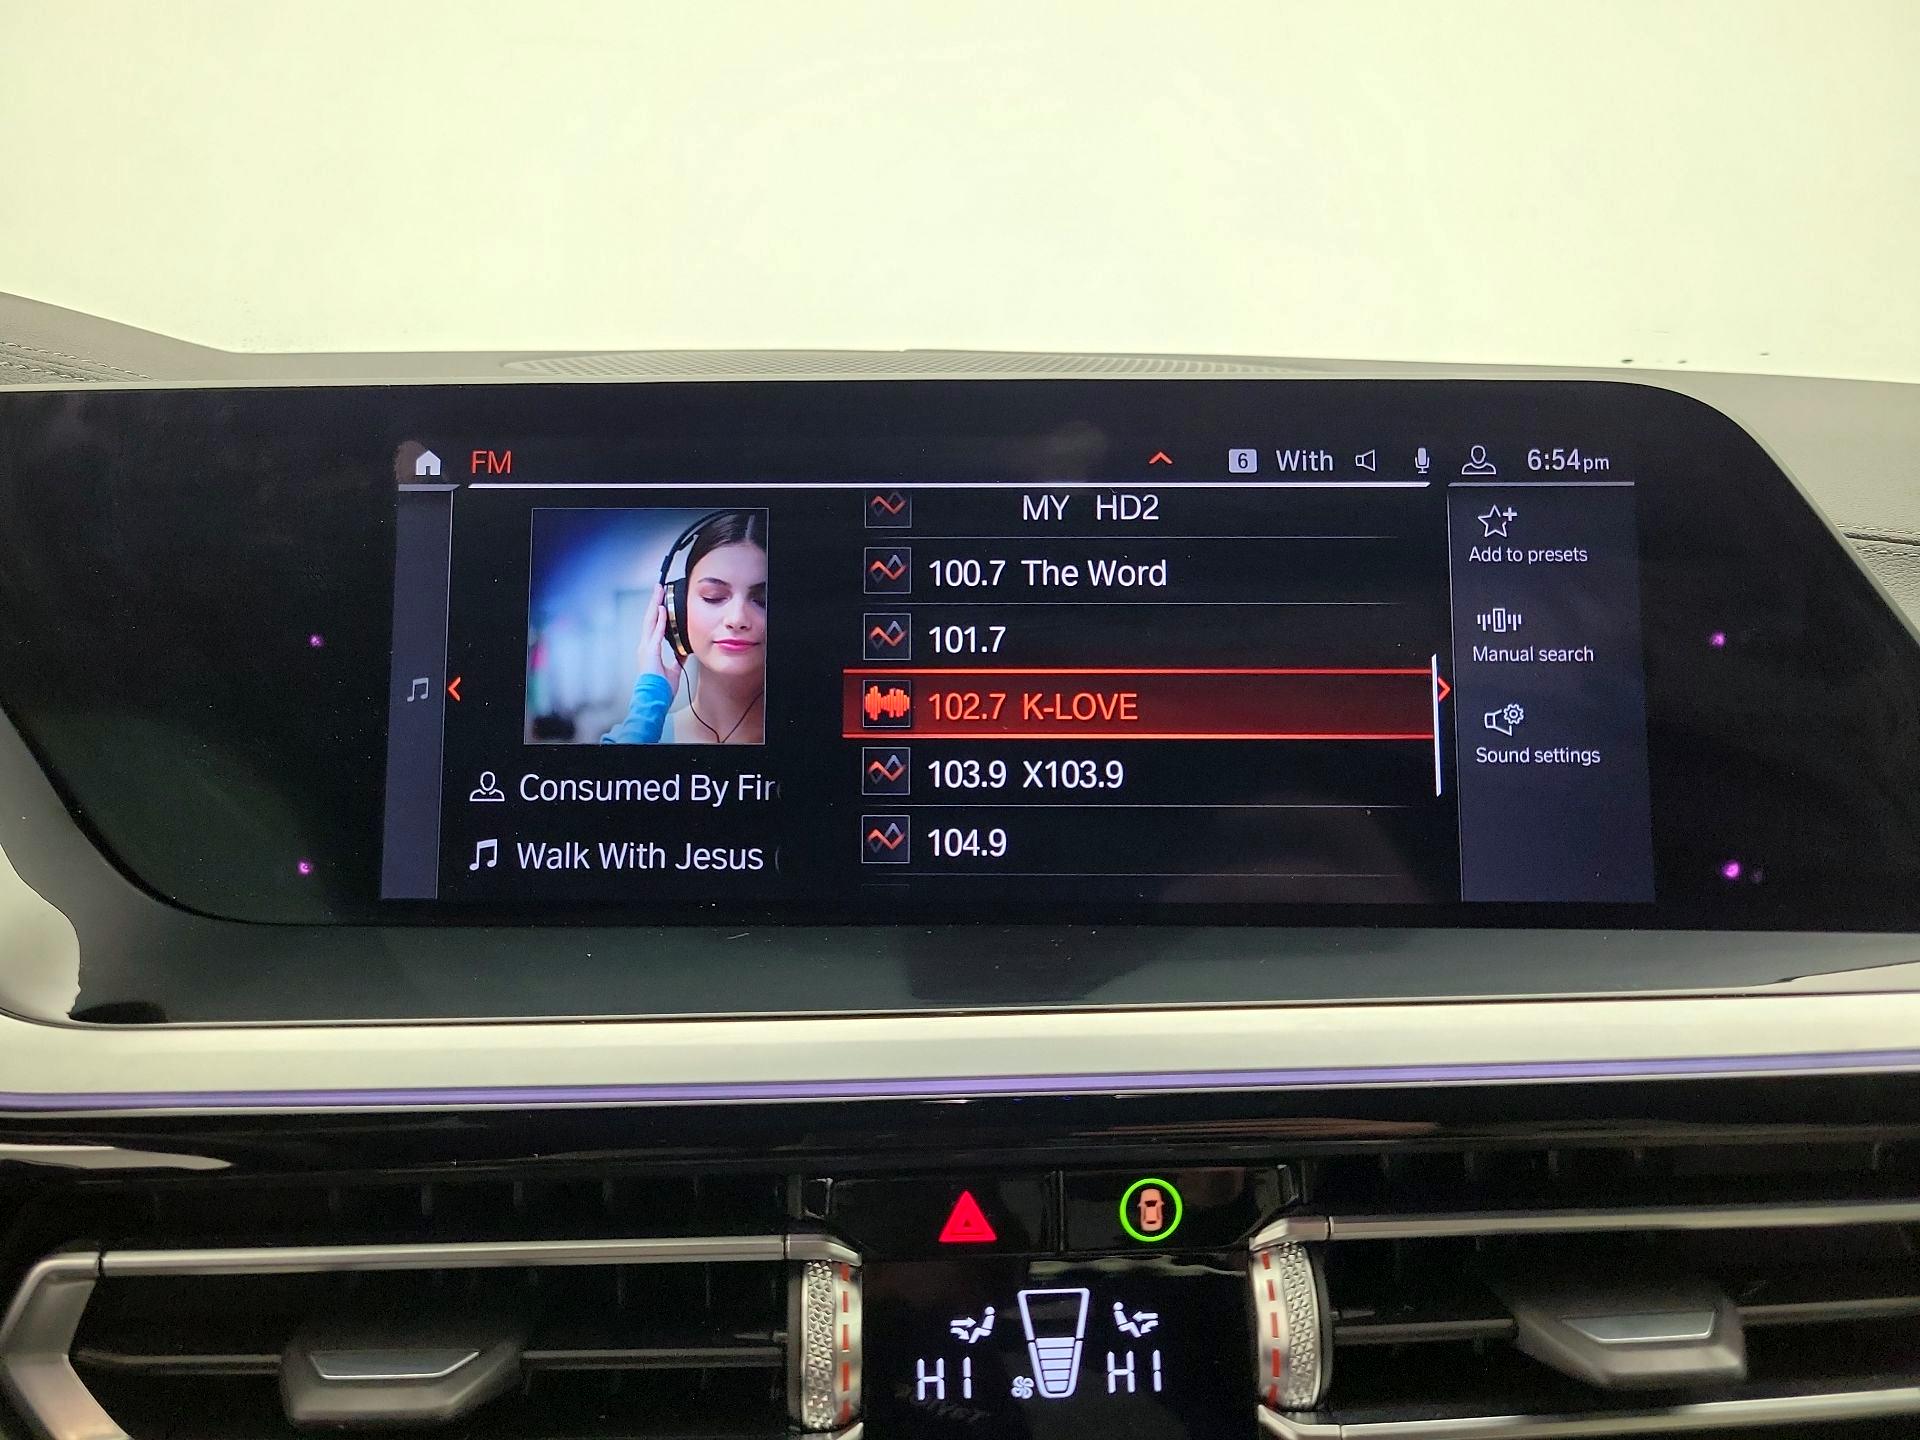 FM
6 With
6:54pm
MY HD2
100.7 The Word
101.7
102.7 K-LOVE
103.9 X103.9
104.9
Consumed By Fir
Walk With Jesus (
Add to presets
Manual search
Sound settings
HI HI